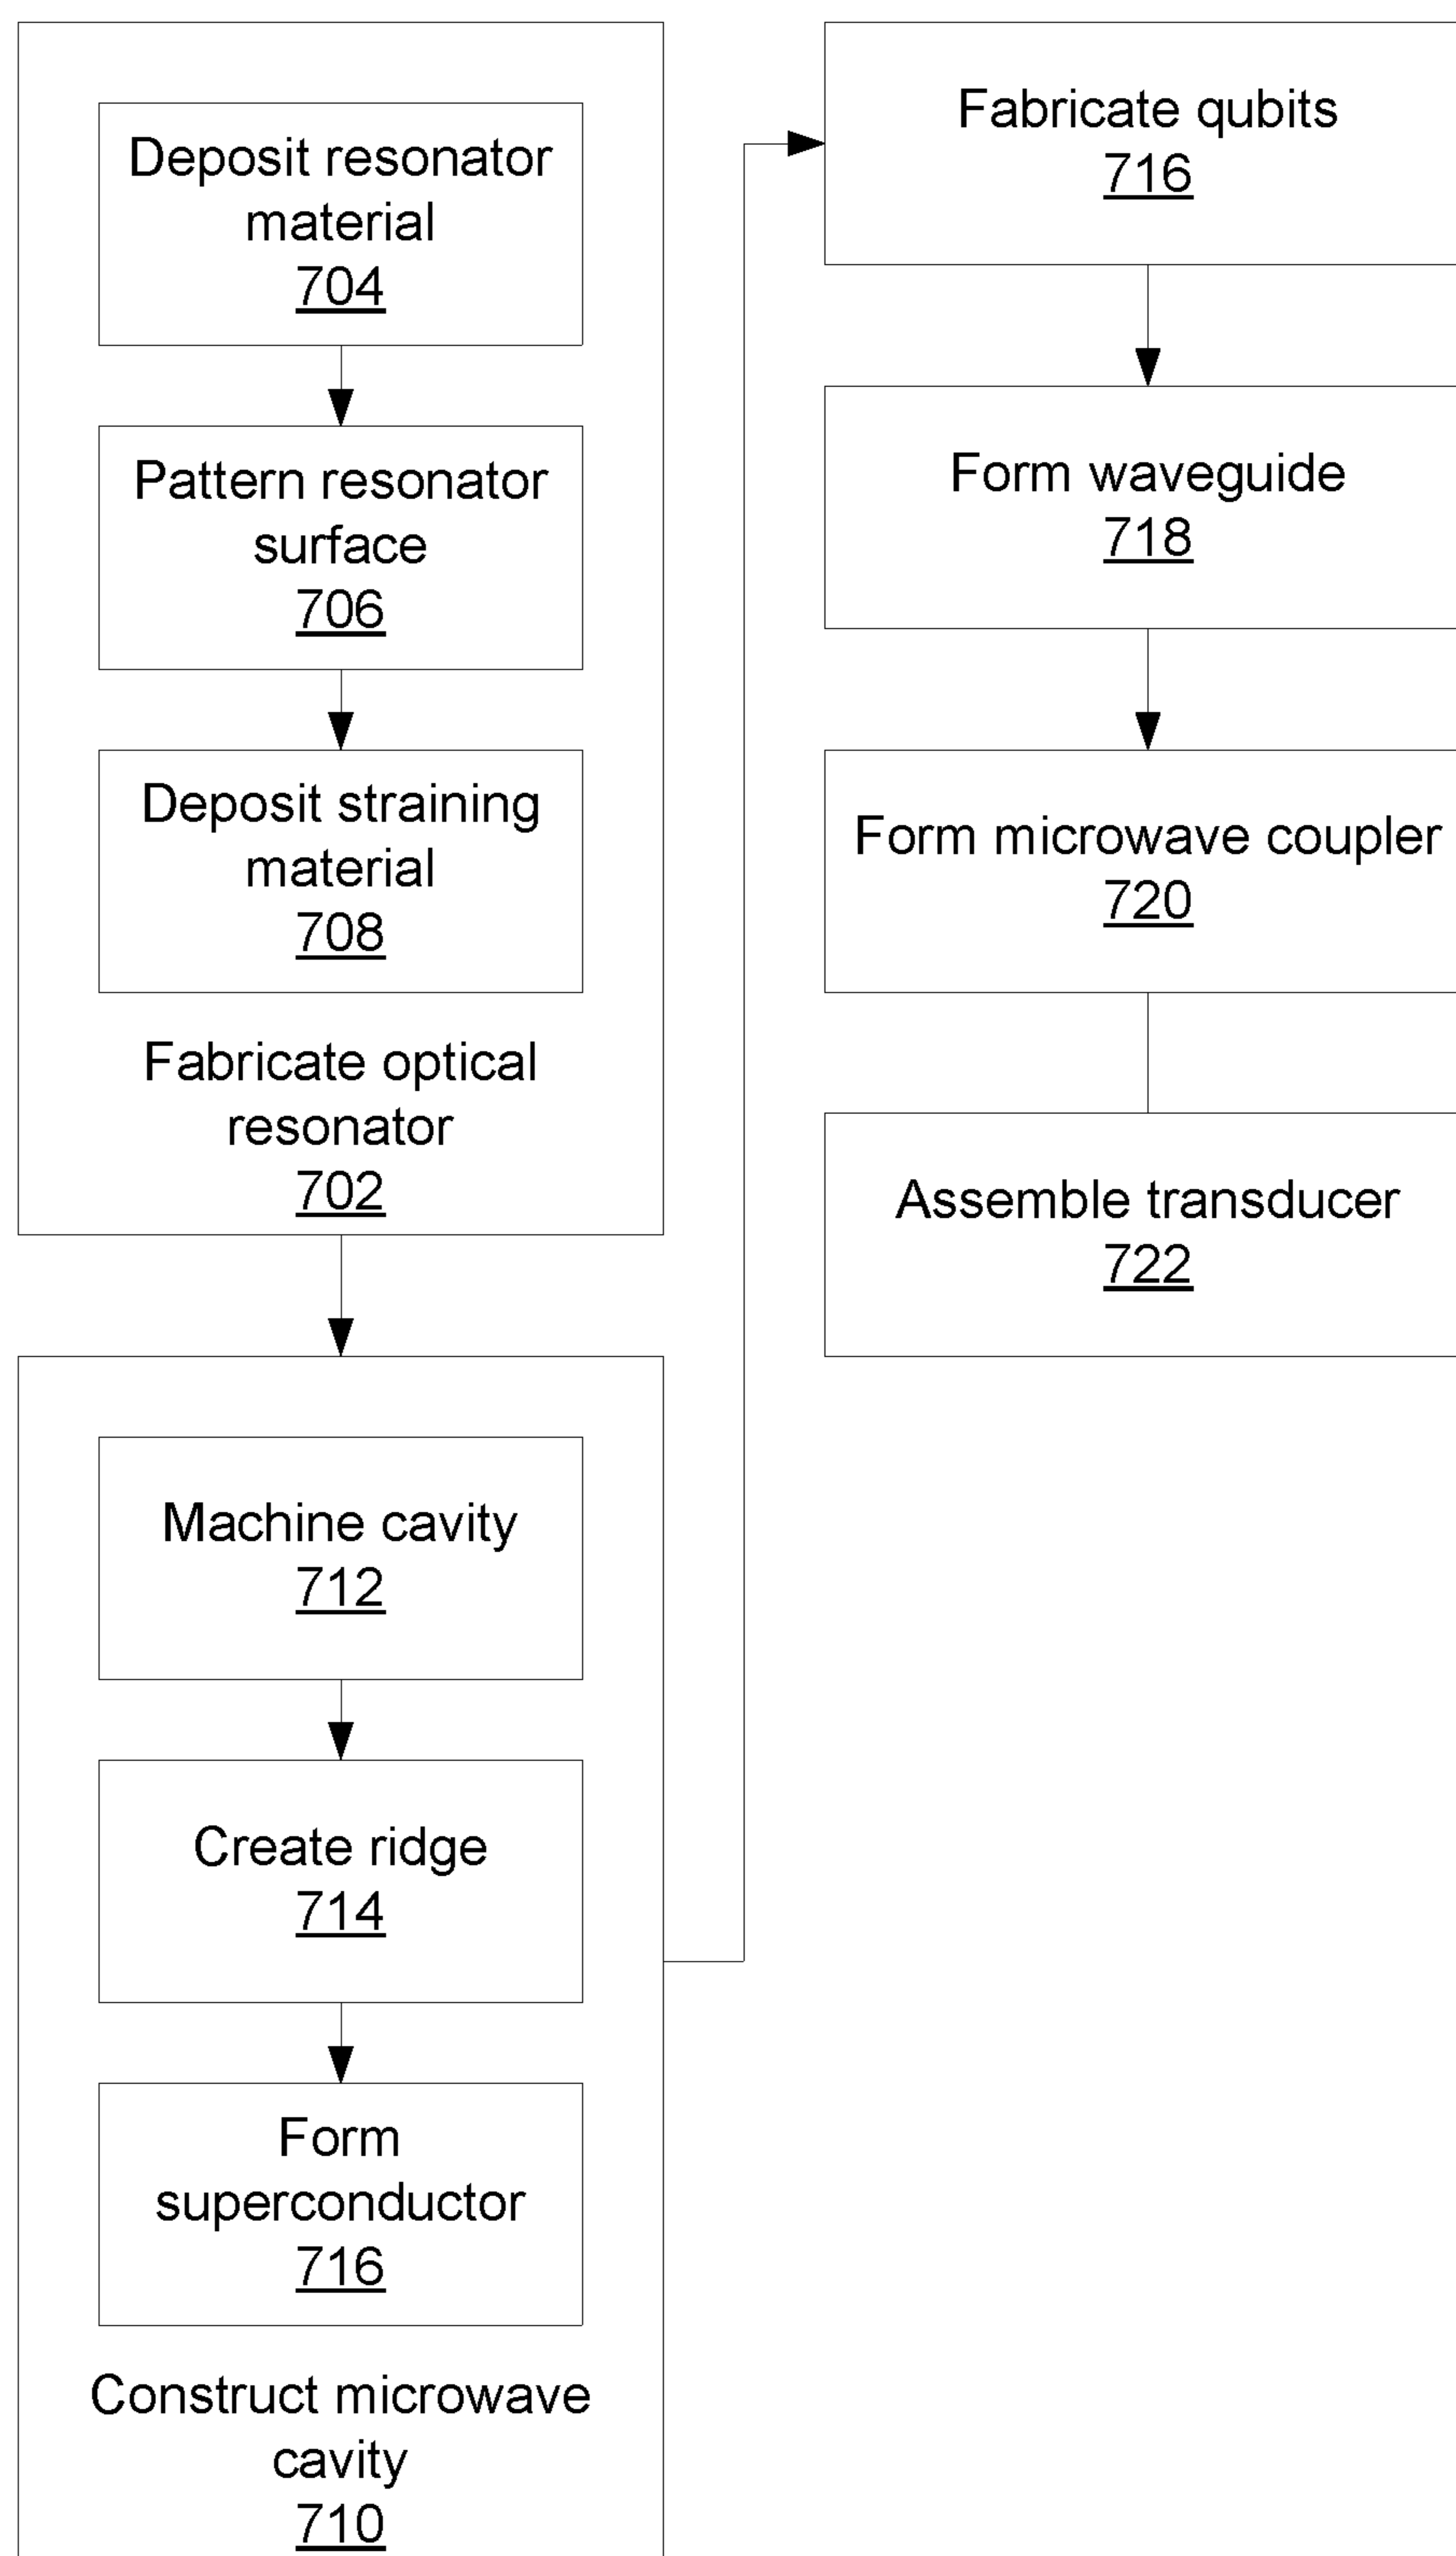 Deposit resonator
material
704
Pattern resonator
surface
706
Deposit straining
material
708
Fabricate optical
resonator
702
Machine cavity
712
Create ridge
714
Form
superconductor
716
Construct microwave
cavity
710
Fabricate qubits
716
Form waveguide
718
Form microwave coupler
720
Assemble transducer
722